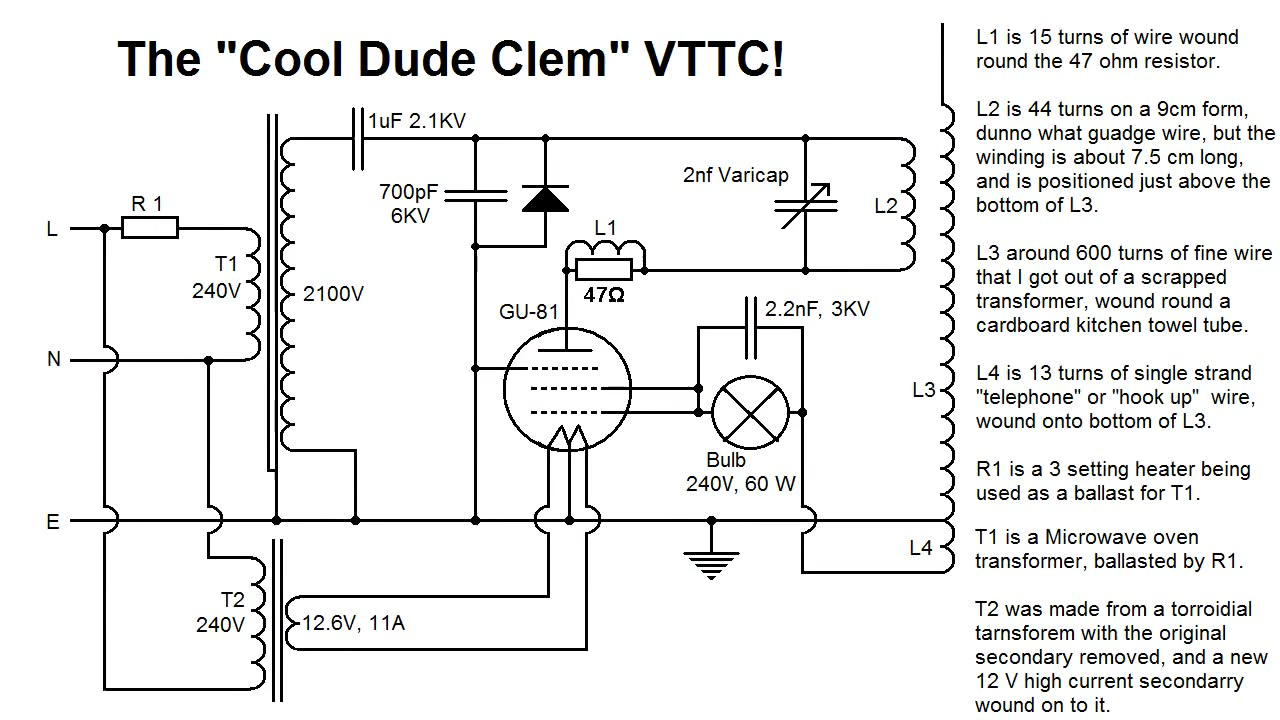 The "Cool Dude Clem" VTTC!
1uF 2.1KV
700pF
6KV
2nf Varicap
L2
R 1
L
T1
240V
2100V
L1
47Ω
GU-81
2.2nF, 3KV
N
L3
Bulb
240V, 60 W
E
L4
T2
240V
12.6V, 11A
L1 is 15 turns of wire wound
round the 47 ohm resistor.
L2 is 44 turns on a 9cm form,
dunno what guadge wire, but the
winding is about 7.5 cm long,
and is positioned just above the
bottom of L3.
L3 around 600 turns of fine wire
that I got out of a scrapped
transformer, wound round a
cardboard kitchen towel tube.
L4 is 13 turns of single strand
"telephone" or "hook up" wire,
wound onto bottom of L3.
R1 is a 3 setting heater being
used as a ballast for T1.
T1 is a Microwave oven
transformer, ballasted by R1.
T2 was made from a torroidial
tarnsforem with the original
secondary removed, and a new
12 V high current secondarry
wound on to it.